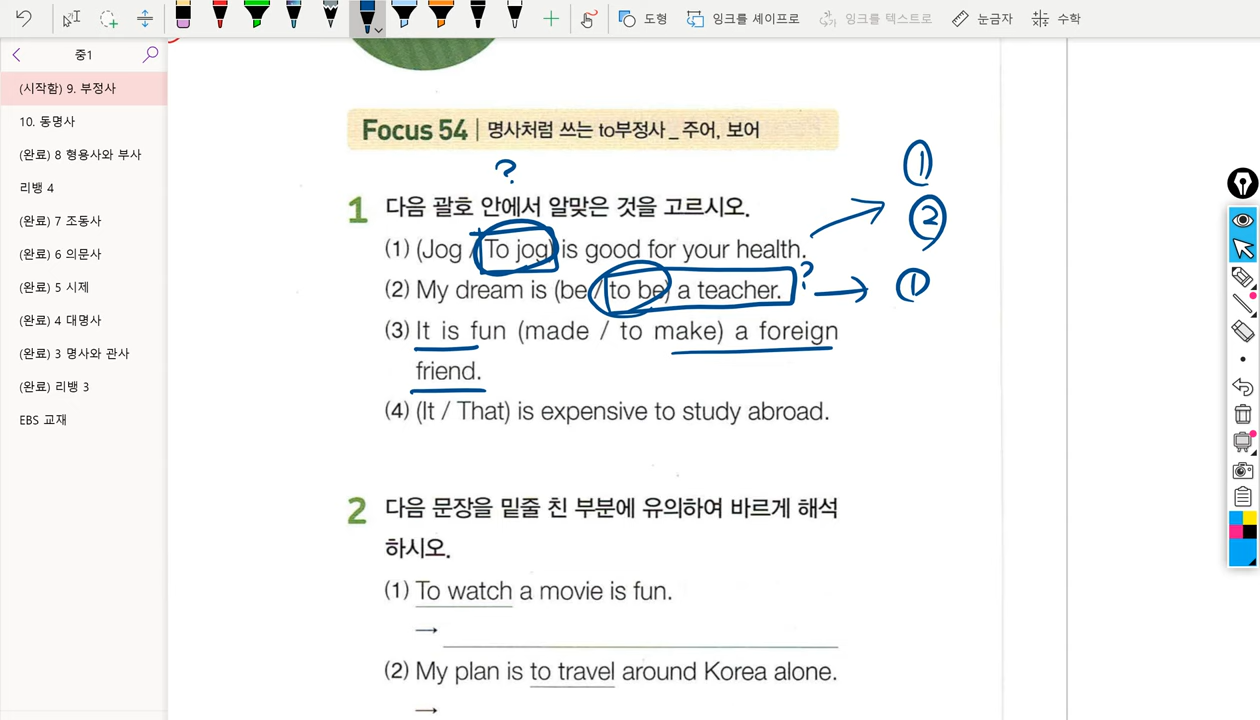 도형 잉크를 셰이프로 잉크를 텍스트로 눈금자 수학
중1
(시작함) 9. 부정사
10. 동명사
(완료) 8 형용사와 부사
리뱅 4
(완료) 7 조동사
(완료) 6 의문사
(완료) 5 시제
(완료) 4 대명사
(완료) 3 명사와 관사
(완료) 리뱅 3
EBS 교재
Focus 54 | 명사처럼 쓰는 to부정사 _ 주어, 보어
?
①
1 다음 괄호 안에서 알맞은 것을 고르시오.
②
(1) (Jog / To jog) is good for your health.
(2) My dream is (be / to be) a teacher. ? ①
(3) It is fun (made / to make) a foreign
friend.
(4) (It / That) is expensive to study abroad.
2 다음 문장을 밑줄 친 부분에 유의하여 바르게 해석
하시오.
(1) To watch a movie is fun.
→
(2) My plan is to travel around Korea alone.
→